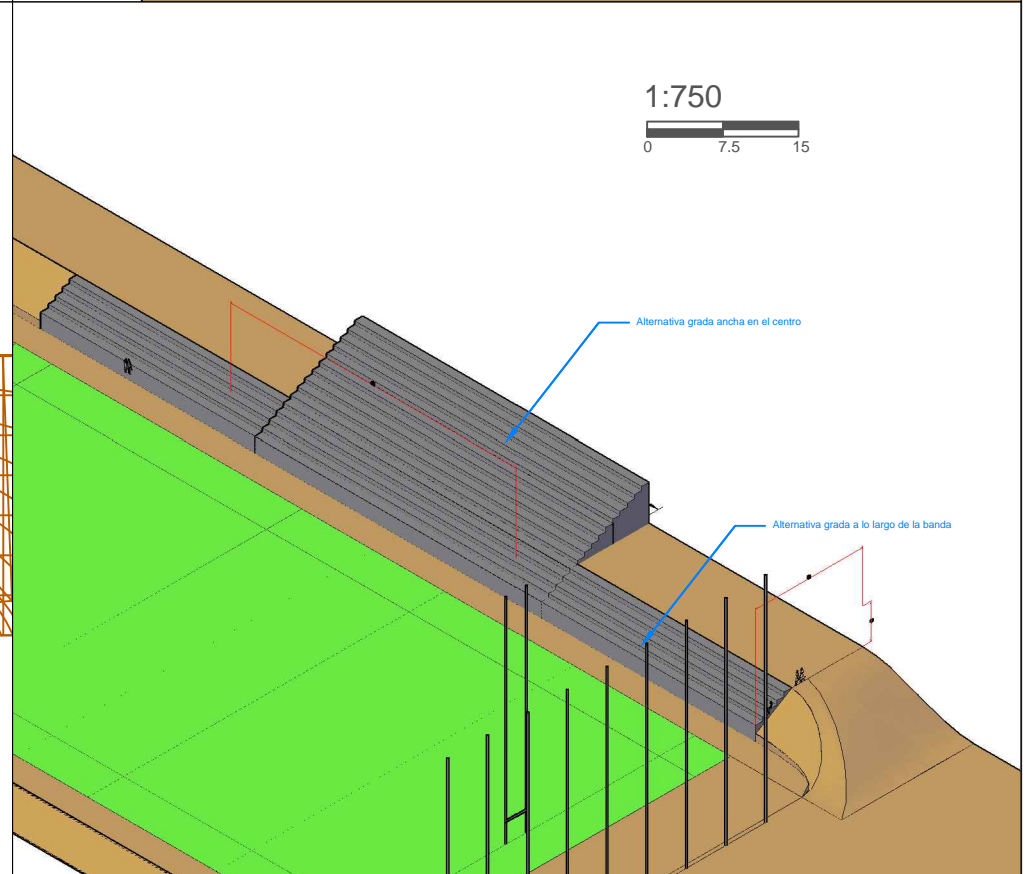 1:750
0 7.5 15
Alternativa grada ancha en el centro
Alternativa grada a lo largo de la banda